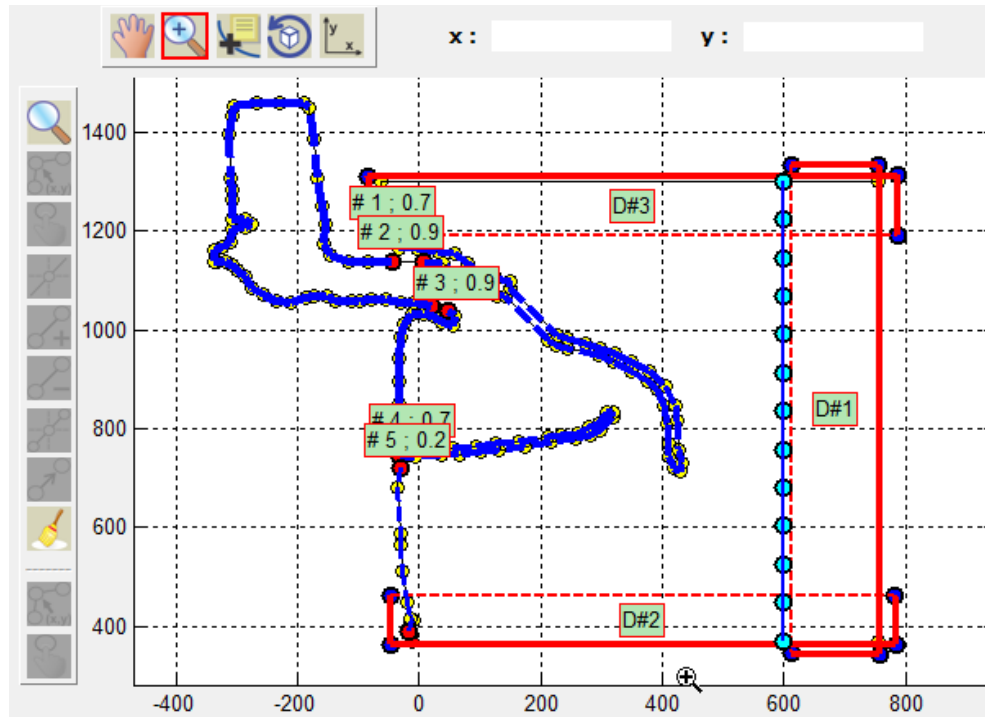 x : y :
y
x
(x,y)
1400
# 1 ; 0.7
D#3
1200
# 2 ; 0.9
# 3 ; 0.9
1000
D#1
800
# 4 ; 0.7
# 5 ; 0.2
600
(x,y)
400
D#2
-400 -200 0 200 400 600 800